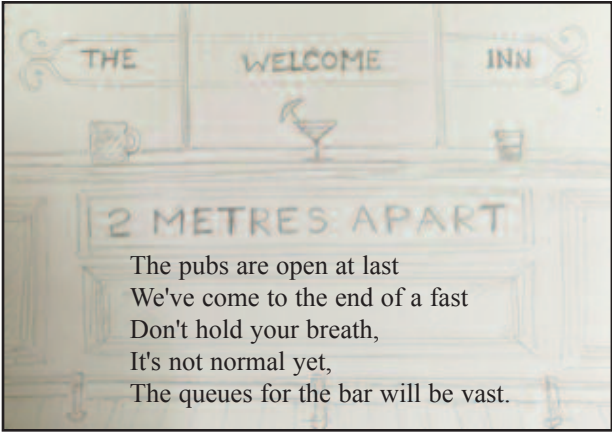 THE WELCOME INN
2 METRES APART
The pubs are open at last
We've come to the end of a fast
Don't hold your breath,
It's not normal yet,
The queues for the bar will be vast.